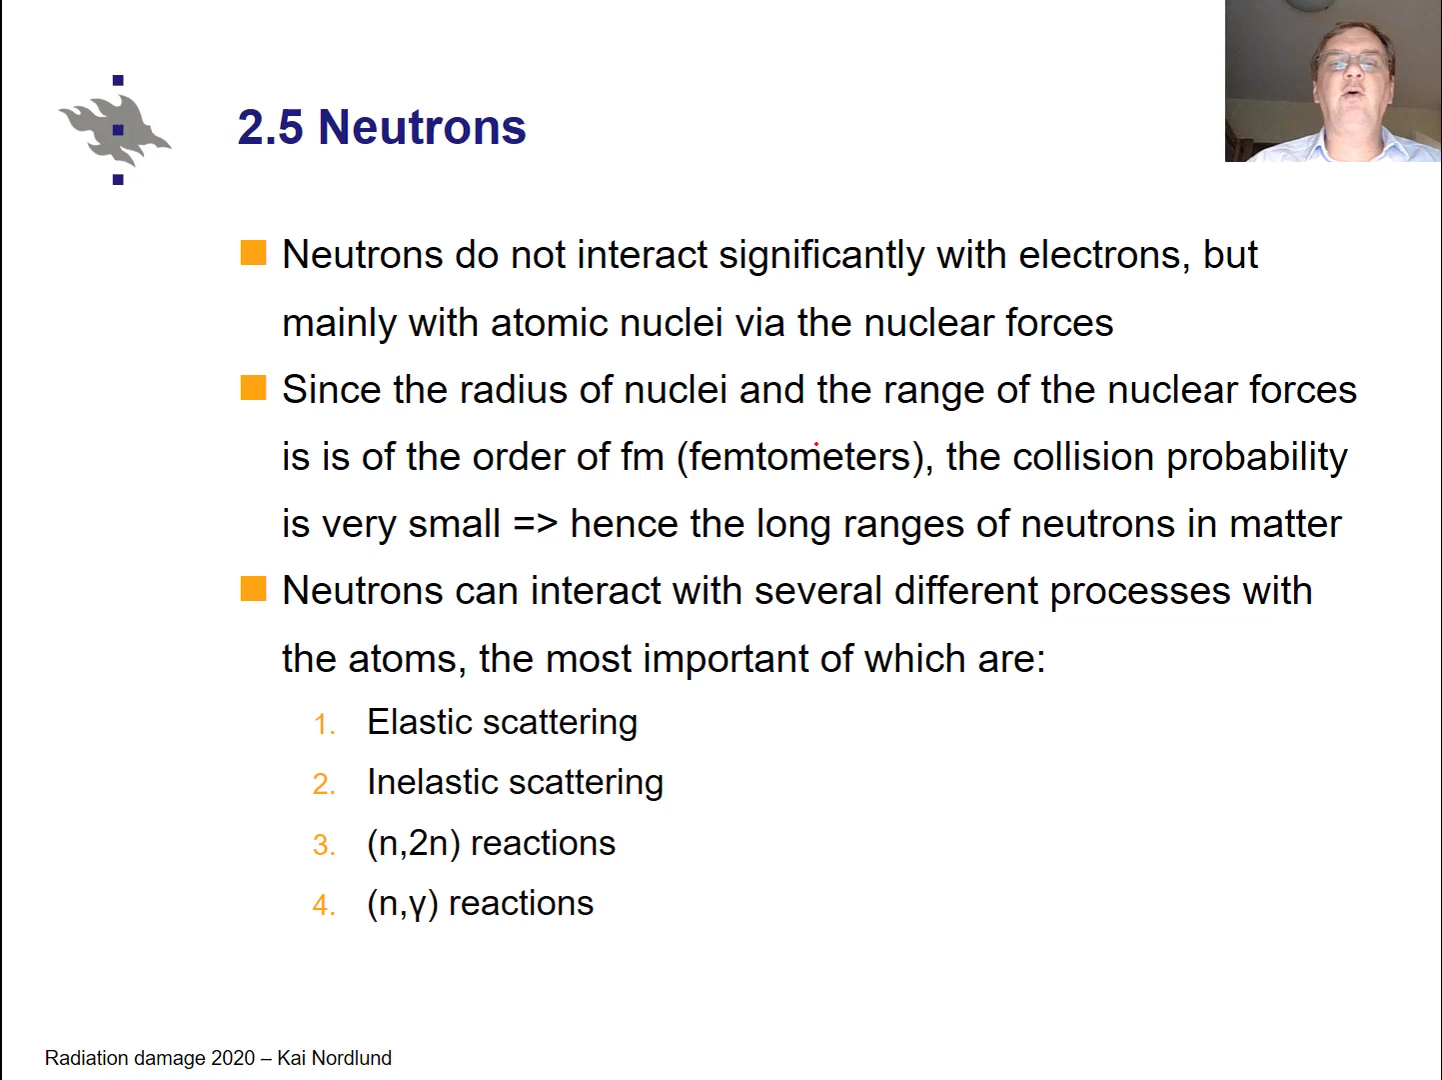 2.5 Neutrons
Neutrons do not interact significantly with electrons, but
mainly with atomic nuclei via the nuclear forces
Since the radius of nuclei and the range of the nuclear forces
is is of the order of fm (femtometers), the collision probability
is very small => hence the long ranges of neutrons in matter
Neutrons can interact with several different processes with
the atoms, the most important of which are:
1. Elastic scattering
2. Inelastic scattering
3. (n,2n) reactions
4. (n,γ) reactions
Radiation damage 2020 – Kai Nordlund